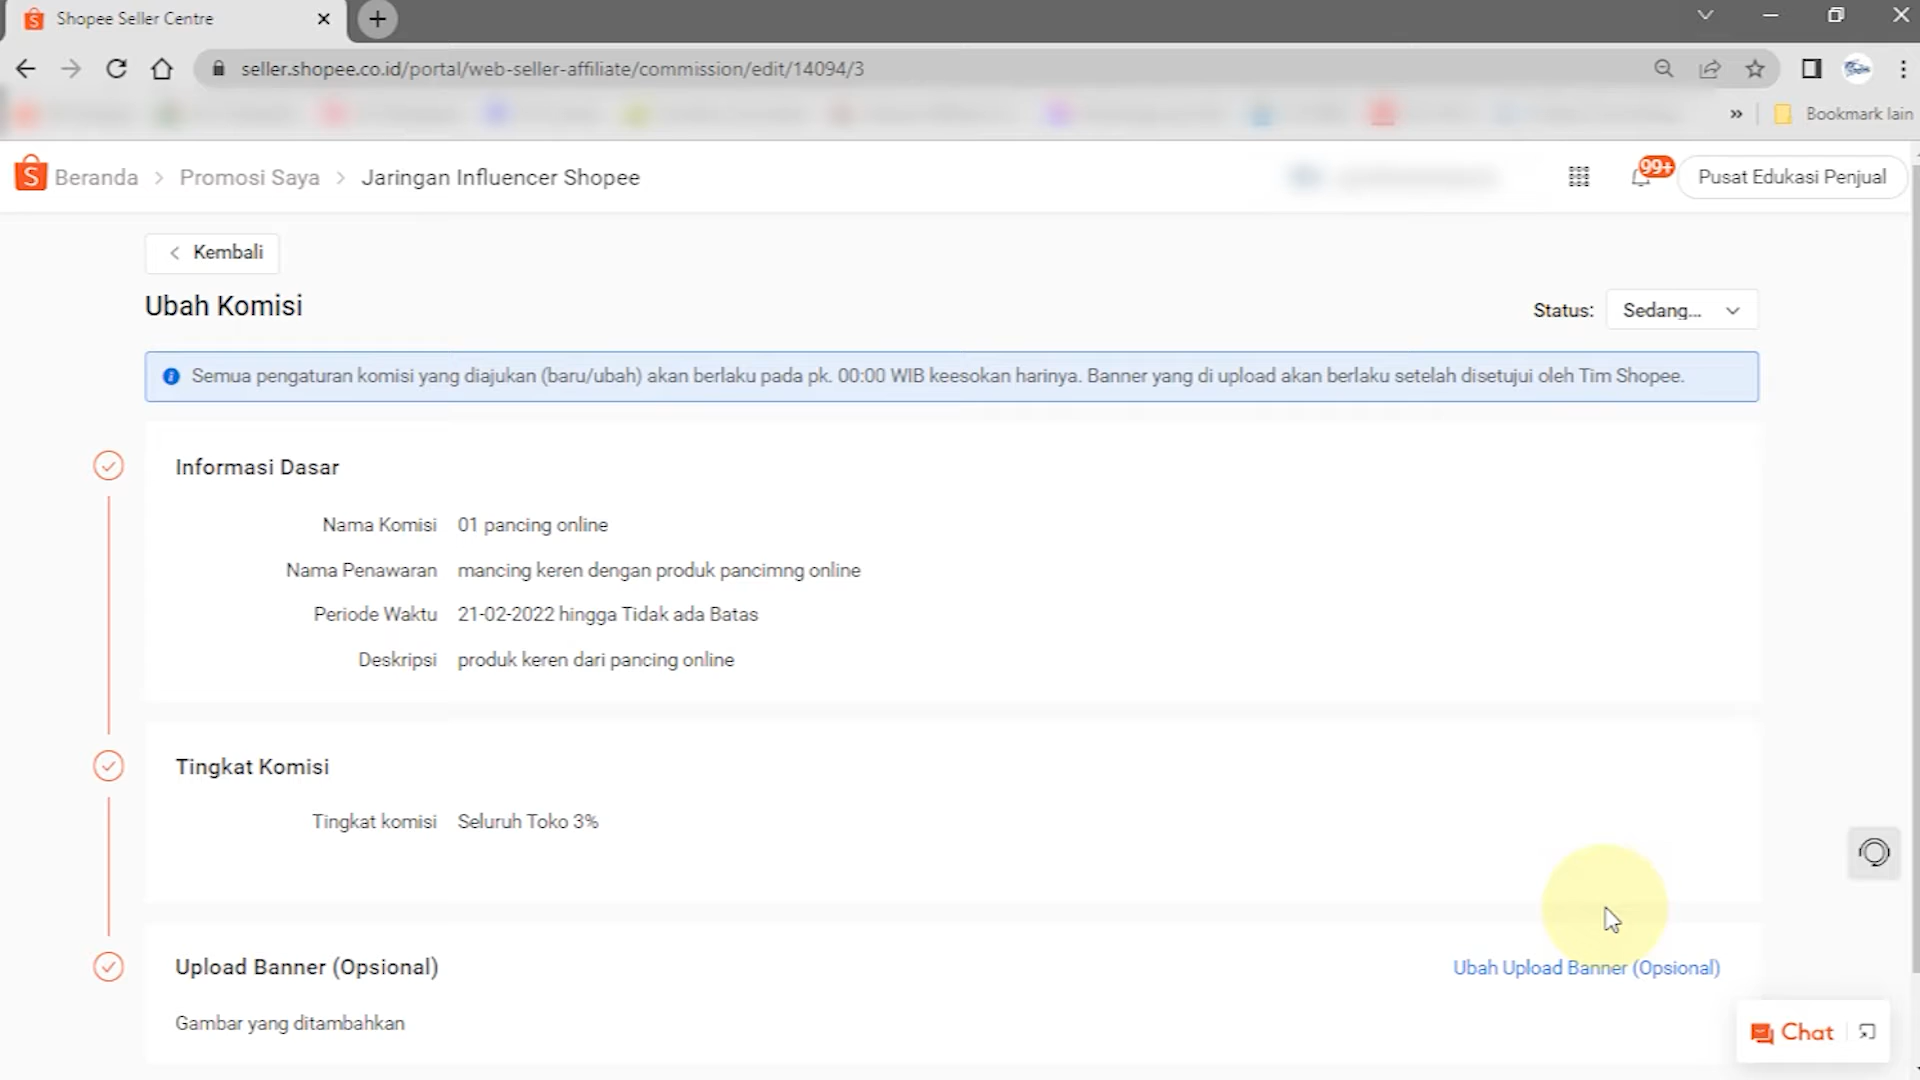 Shopee Seller Centre
seller.shopee.co.id/portal/web-seller-affiliate/commission/edit/14094/3
» Bookmark lain
Beranda > Promosi Saya > Jaringan Influencer Shopee
99+
Pusat Edukasi Penjual
Kembali
Ubah Komisi
Status: Sedang...
Semua pengaturan komisi yang diajukan (baru/ubah) akan berlaku pada pk. 00:00 WIB keesokan harinya. Banner yang di upload akan berlaku setelah disetujui oleh Tim Shopee.
Informasi Dasar
Nama Komisi 01 pancing online
Nama Penawaran mancing keren dengan produk pancimng online
Periode Waktu 21-02-2022 hingga Tidak ada Batas
Deskripsi produk keren dari pancing online
Tingkat Komisi
Tingkat komisi Seluruh Toko 3%
Upload Banner (Opsional)
Ubah Upload Banner (Opsional)
Gambar yang ditambahkan
Chat